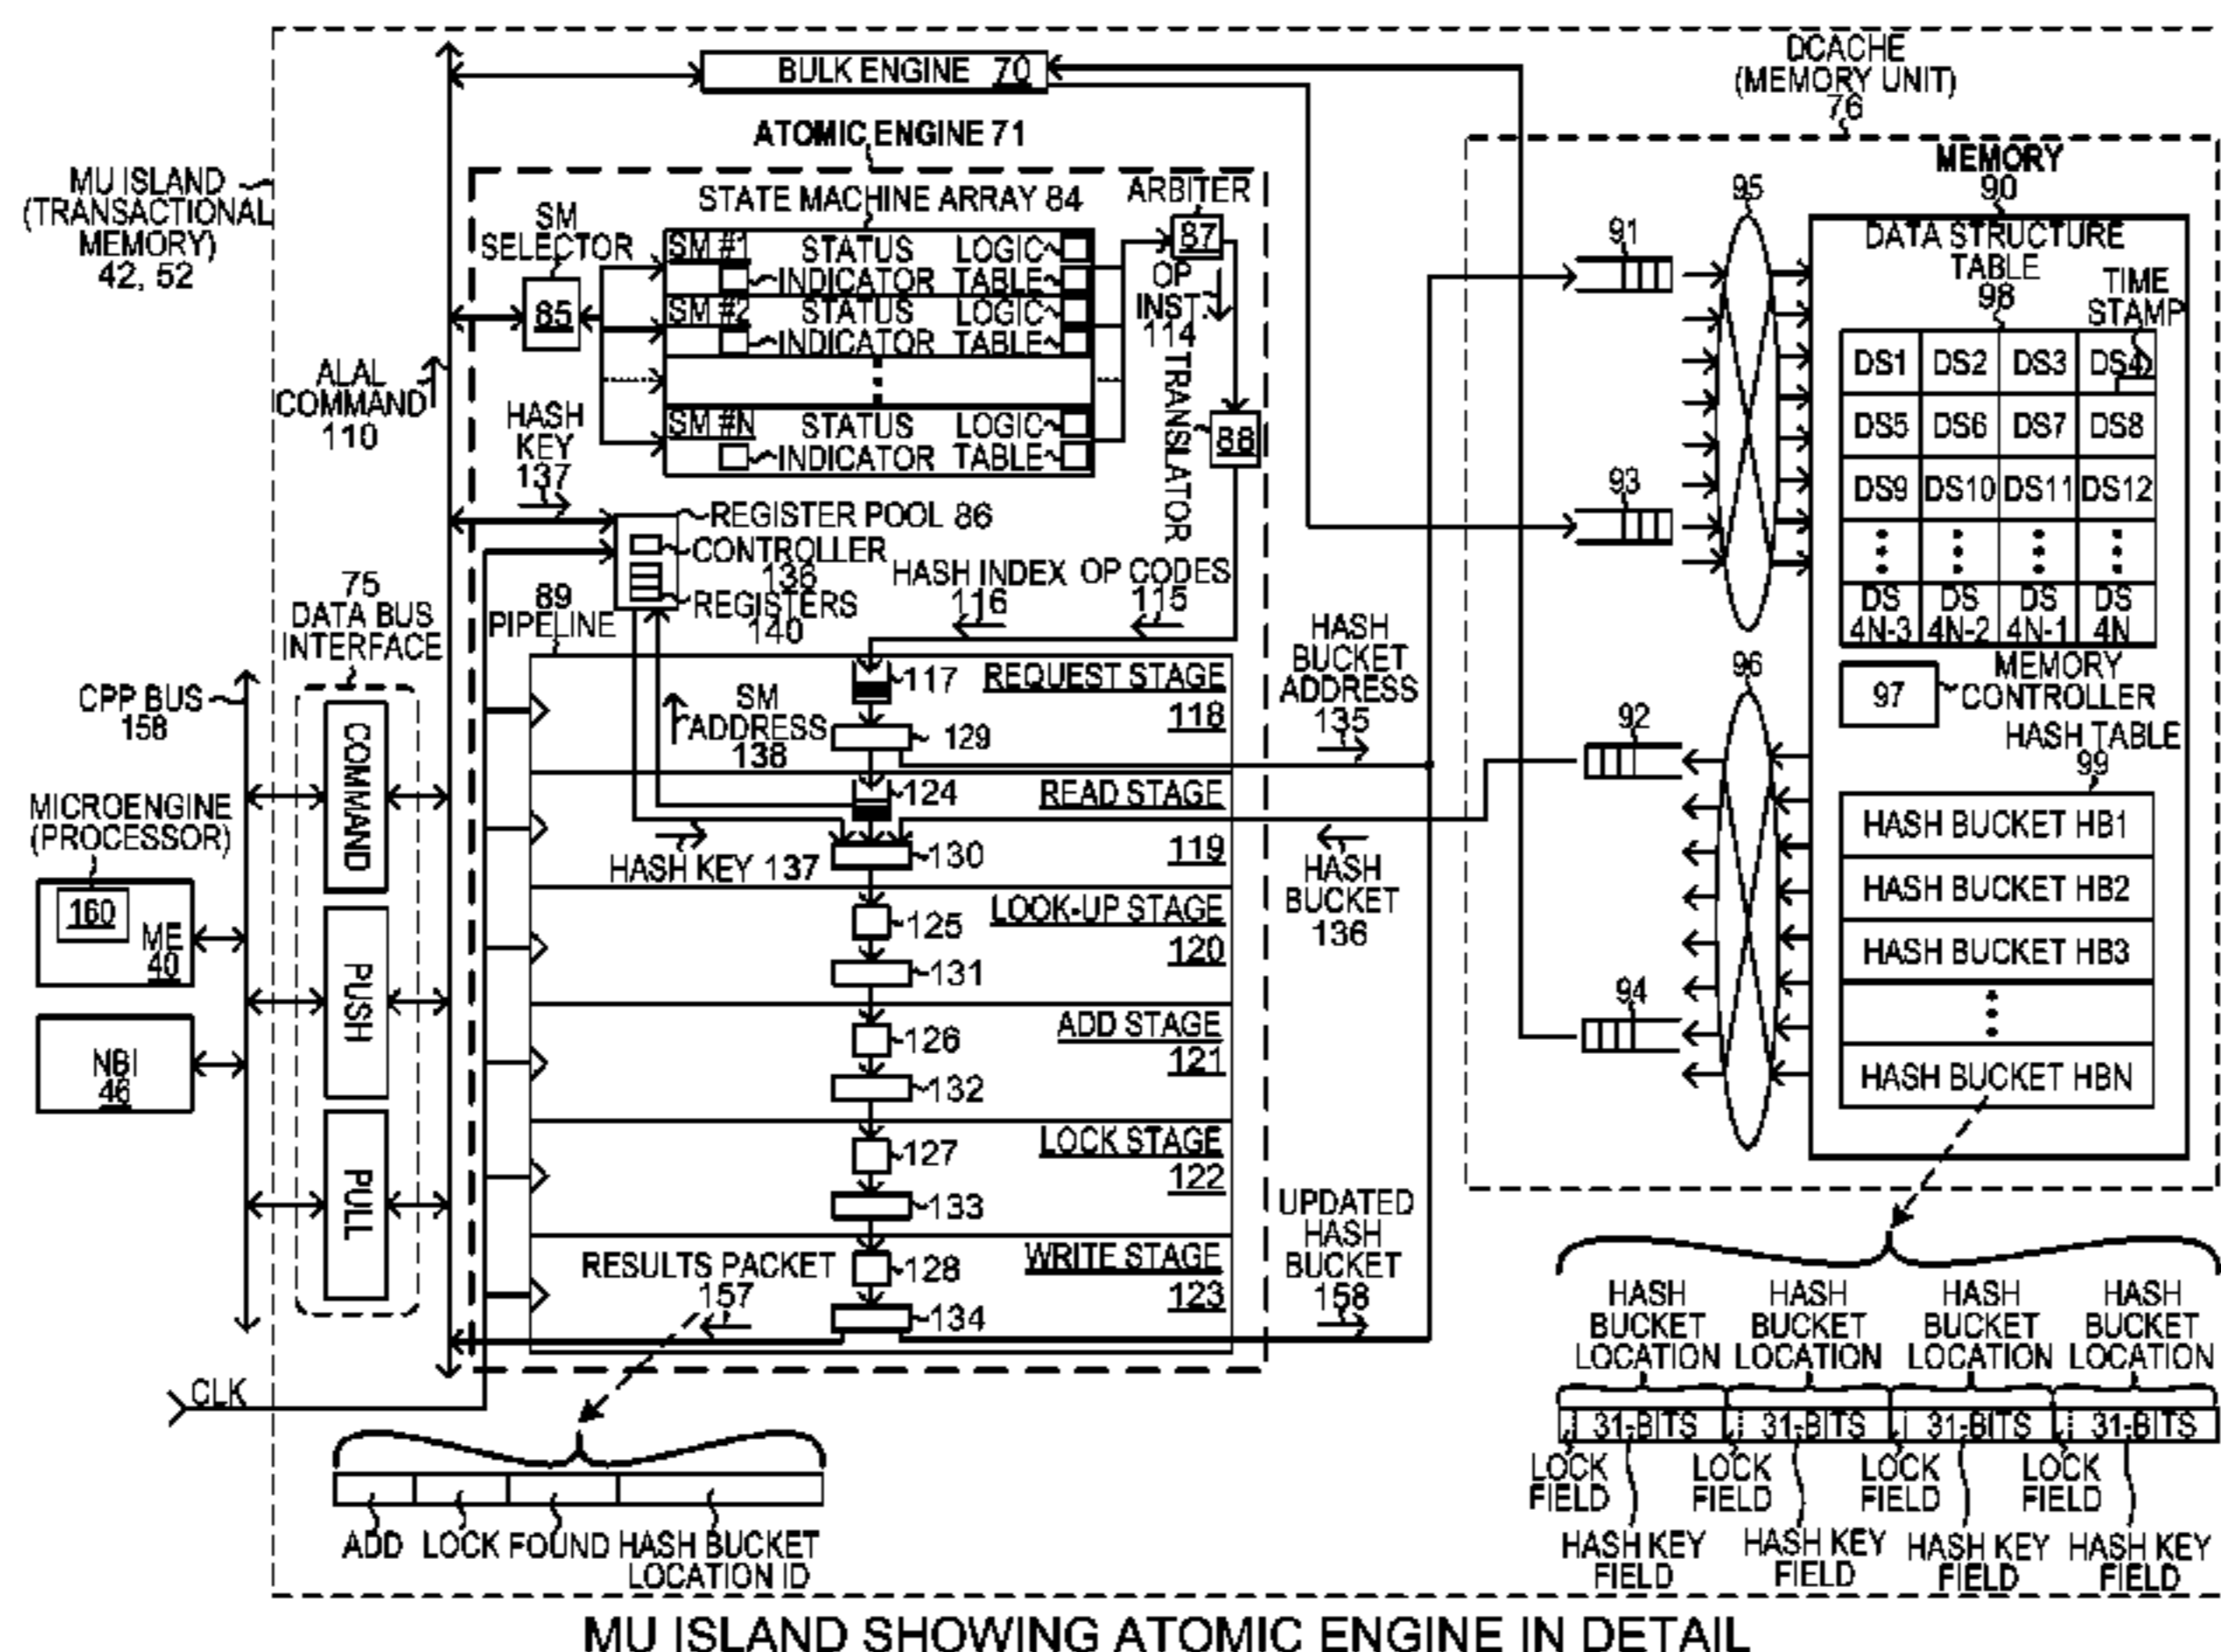 DCACHE
(MEMORY UNIT)
76
BULK ENGINE 70
ATOMIC ENGINE 71
MU ISLAND
(TRANSACTIONAL
MEMORY)
42, 52
SM
SELECTOR
85
STATE MACHINE ARRAY 84
SM #1 STATUS LOGIC
INDICATOR TABLE
SM #2 STATUS LOGIC
INDICATOR TABLE
SM #N STATUS LOGIC
INDICATOR TABLE
ARBITER
87
OP
INST.
114
TRANSLATOR
88
ALAL
COMMAND
110
HASH
KEY
137
REGISTER POOL 86
CONTROLLER
136
REGISTERS
140
HASH INDEX
116
OP CODES
115
89
PIPELINE
75
DATA BUS
INTERFACE
CPP BUS
158
COMMAND
PUSH
PULL
MICROENGINE
(PROCESSOR)
160
ME
40
NBI
46
SM
ADDRESS
138
117
REQUEST STAGE
118
129
124
READ STAGE
119
HASH KEY 137
130
125
LOOK-UP STAGE
120
131
126
ADD STAGE
121
132
127
LOCK STAGE
122
133
128
WRITE STAGE
123
134
RESULTS PACKET
157
HASH
BUCKET
ADDRESS
135
HASH
BUCKET
136
UPDATED
HASH
BUCKET
158
CLK
ADD LOCK FOUND HASH BUCKET
LOCATION ID
91
93
92
94
95
96
MEMORY
90
DATA STRUCTURE
TABLE
98
TIME
STAMP
DS1 DS2 DS3 DS4
DS5 DS6 DS7 DS8
DS9 DS10 DS11 DS12
DS DS DS DS
4N-3 4N-2 4N-1 4N
97
MEMORY
CONTROLLER
HASH TABLE
99
HASH BUCKET HB1
HASH BUCKET HB2
HASH BUCKET HB3
HASH BUCKET HBN
HASH HASH HASH HASH
BUCKET BUCKET BUCKET BUCKET
LOCATION LOCATION LOCATION LOCATION
31-BITS 31-BITS 31-BITS 31-BITS
LOCK LOCK LOCK LOCK
FIELD FIELD FIELD FIELD
HASH KEY HASH KEY HASH KEY HASH KEY
FIELD FIELD FIELD FIELD
MU ISLAND SHOWING ATOMIC ENGINE IN DETAIL